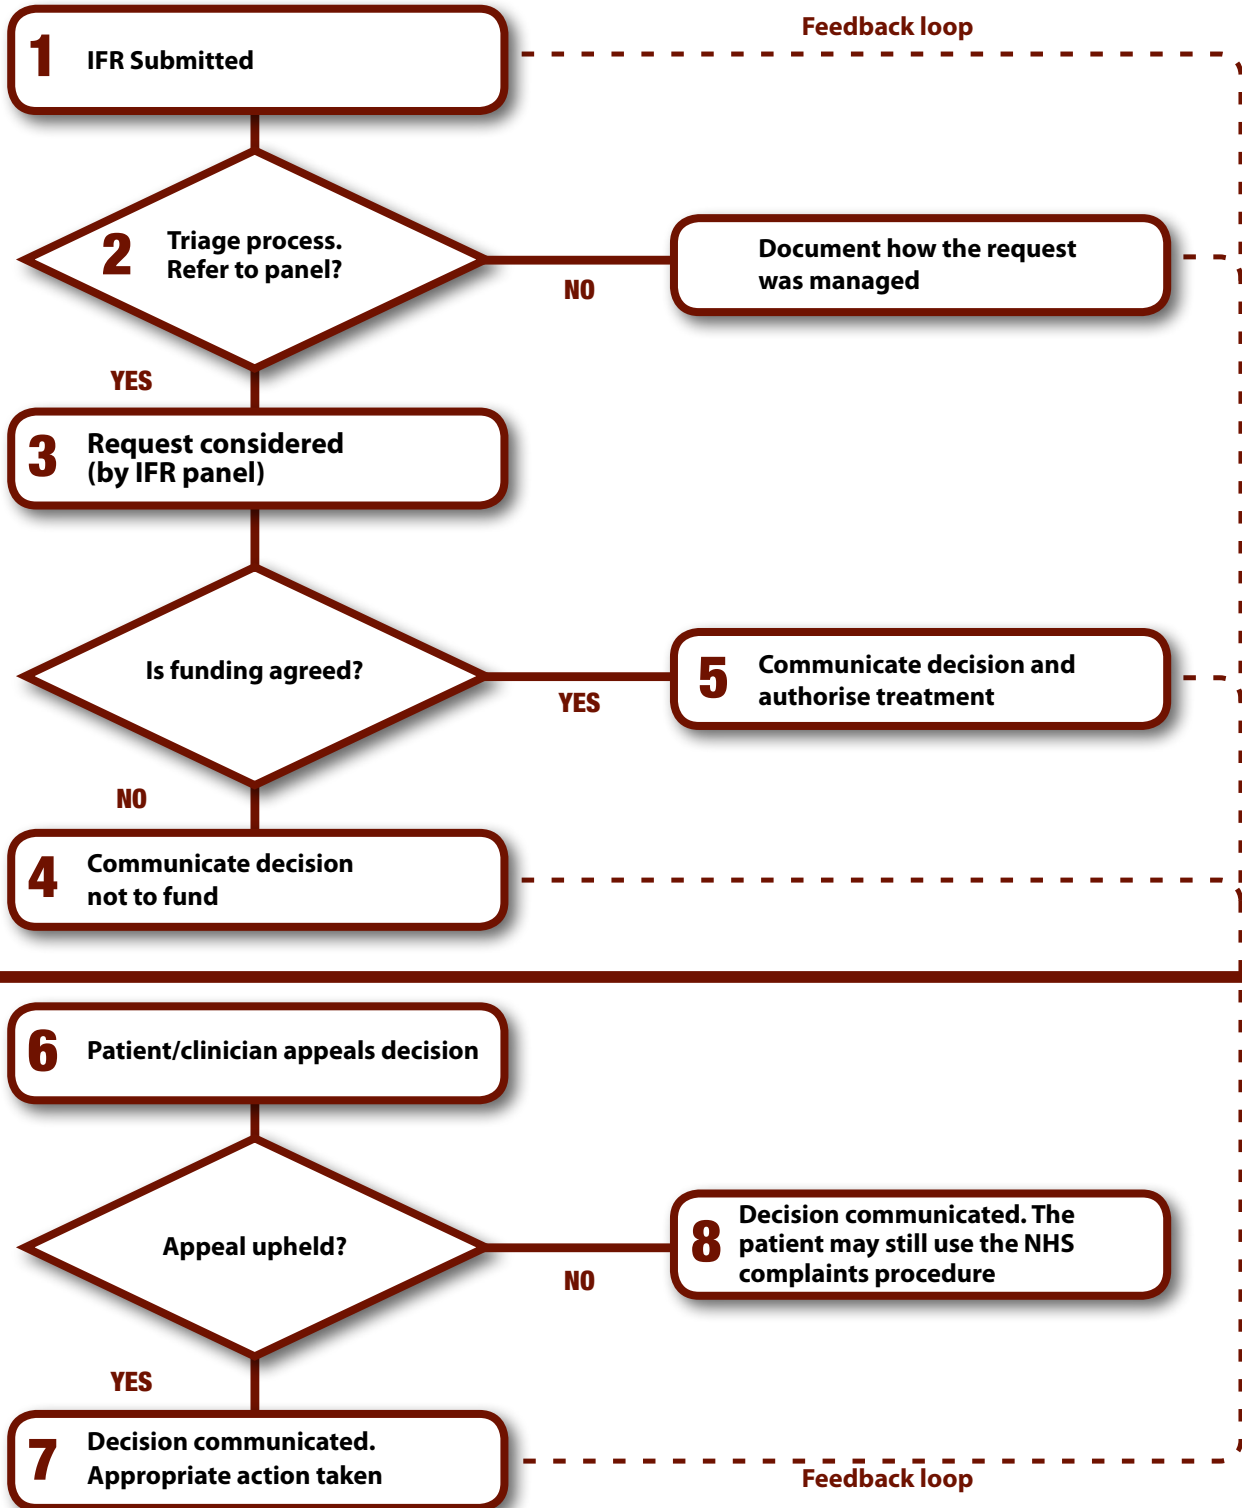 Feedback loop
1 IFR Submitted
2 Triage process.
Refer to panel?
NO
Document how the request
was managed
YES
3 Request considered
(by IFR panel)
Is funding agreed?
YES
5 Communicate decision and
authorise treatment
NO
4 Communicate decision
not to fund
6 Patient/clinician appeals decision
Appeal upheld?
NO
8 Decision communicated. The
patient may still use the NHS
complaints procedure
YES
7 Decision communicated.
Appropriate action taken
Feedback loop